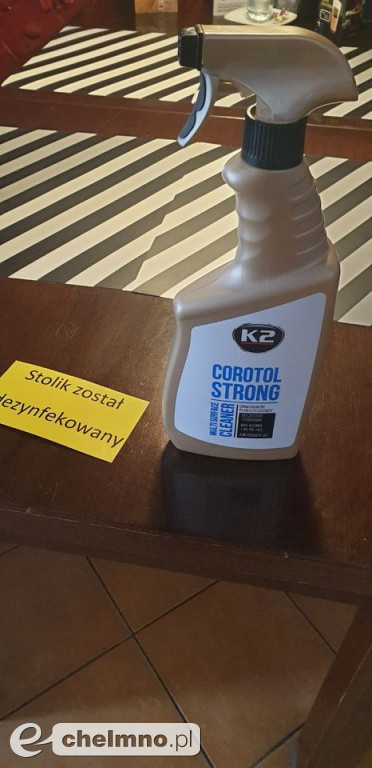 K2
COROTOL
STRONG
MULTI SURFACE
CLEANER
Stolik został
dezynfekowany
echelmno.pl